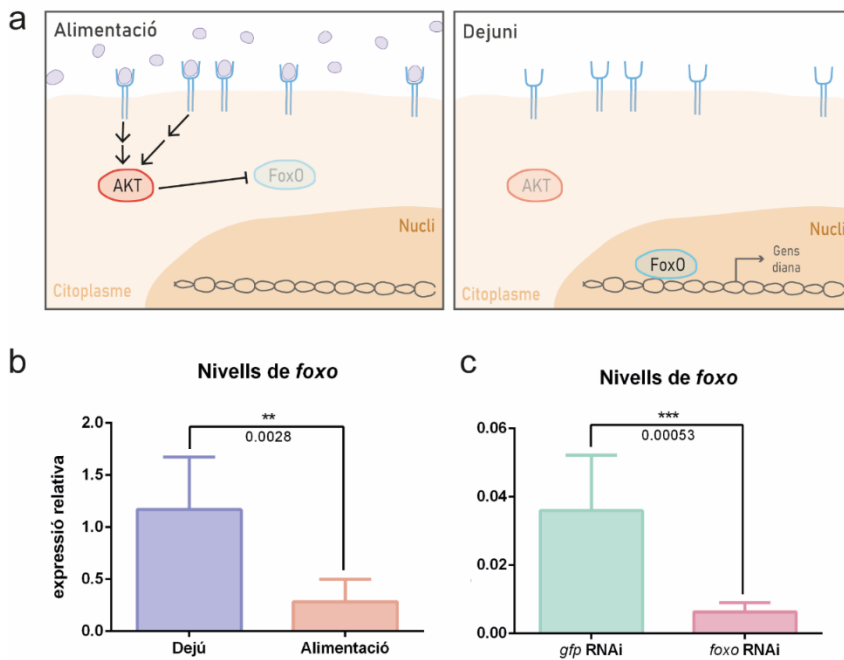 a
Alimentació
AKT
FoxO
Nucli
Citoplasme
Dejuni
AKT
FoxO
Gens
diana
Nucli
Citoplasme
b
Nivells de foxo
**
0.0028
expressió relativa
2.0
1.5
1.0
0.5
0.0
Dejú
Alimentació
c
Nivells de foxo
***
0.00053
0.06
0.04
0.02
0.00
gfp RNAi
foxo RNAi